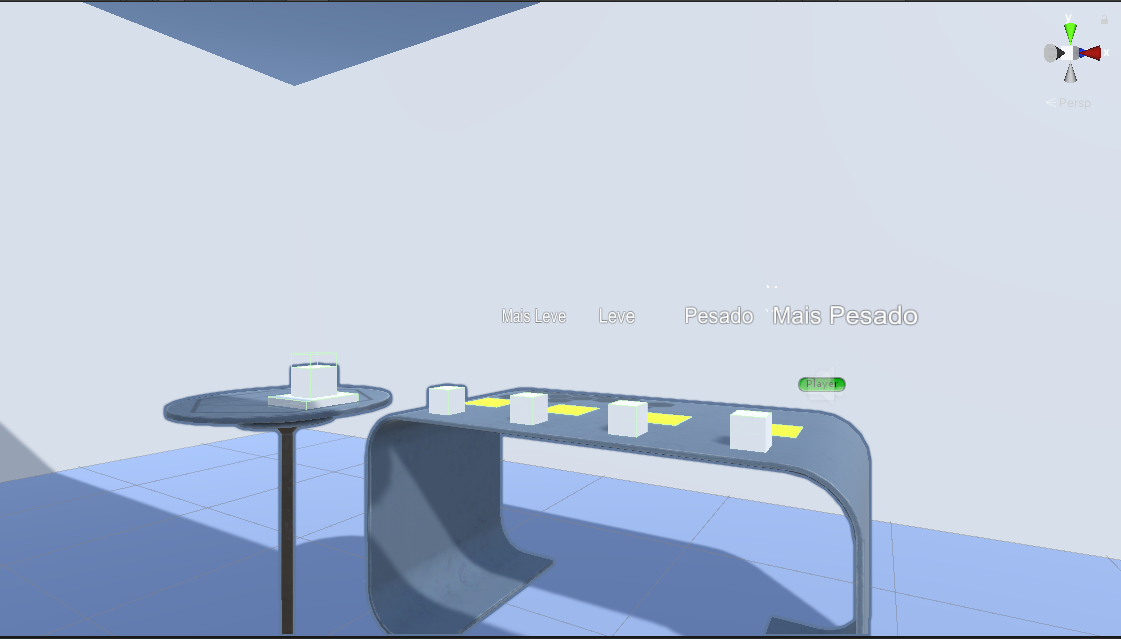 y
x
Persp
Mais Leve
Leve
Pesado
Mais Pesado
Player